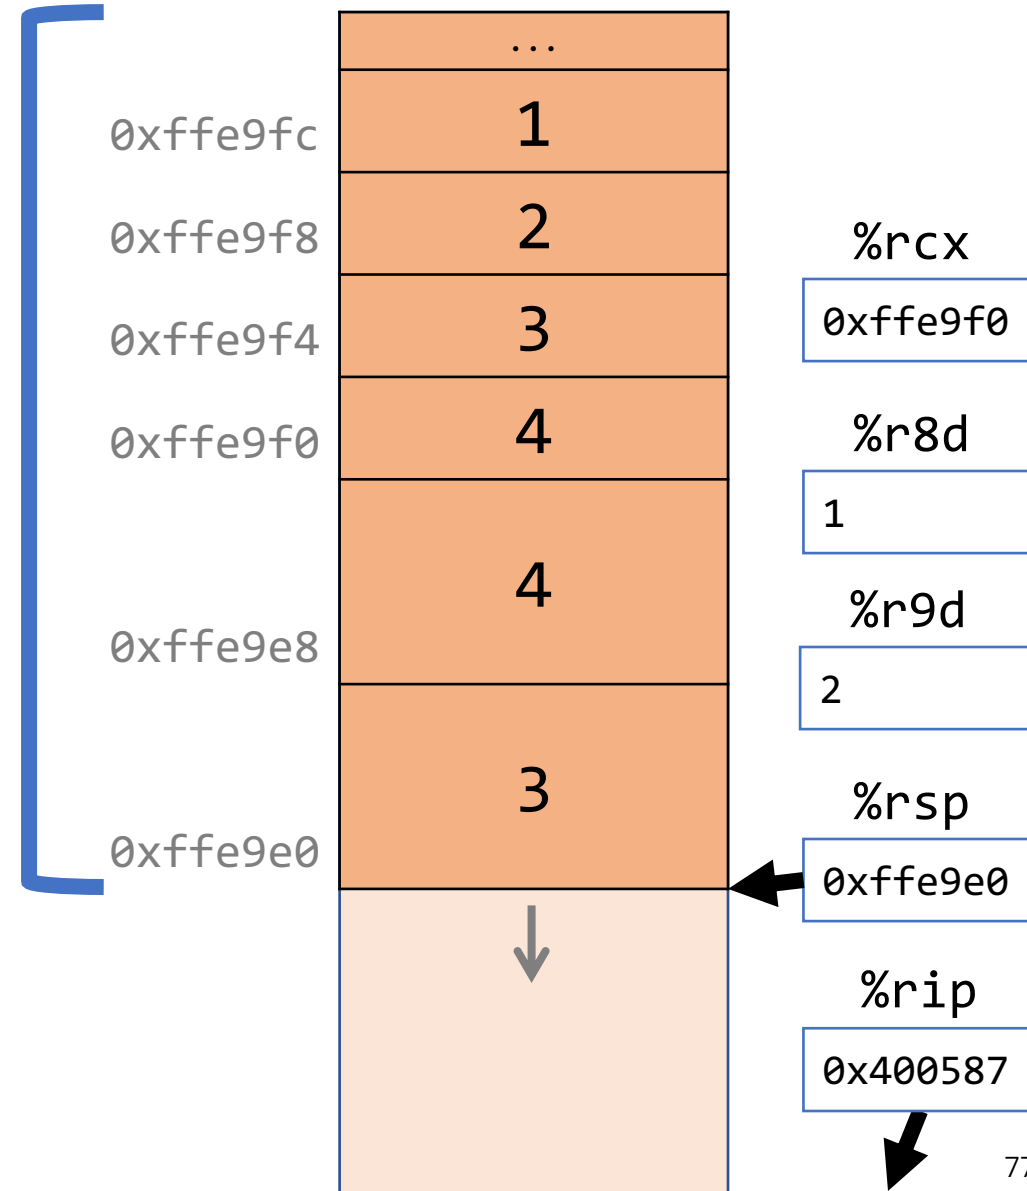 ...
0xffe9fc 1
0xffe9f8 2
%rcx
0xffe9f4 3 0xffe9f0
0xffe9f0 4
%r8d
1
4
%r9d
0xffe9e8
2
3
%rsp
0xffe9e0
0xffe9e0
%rip
0x400587
77